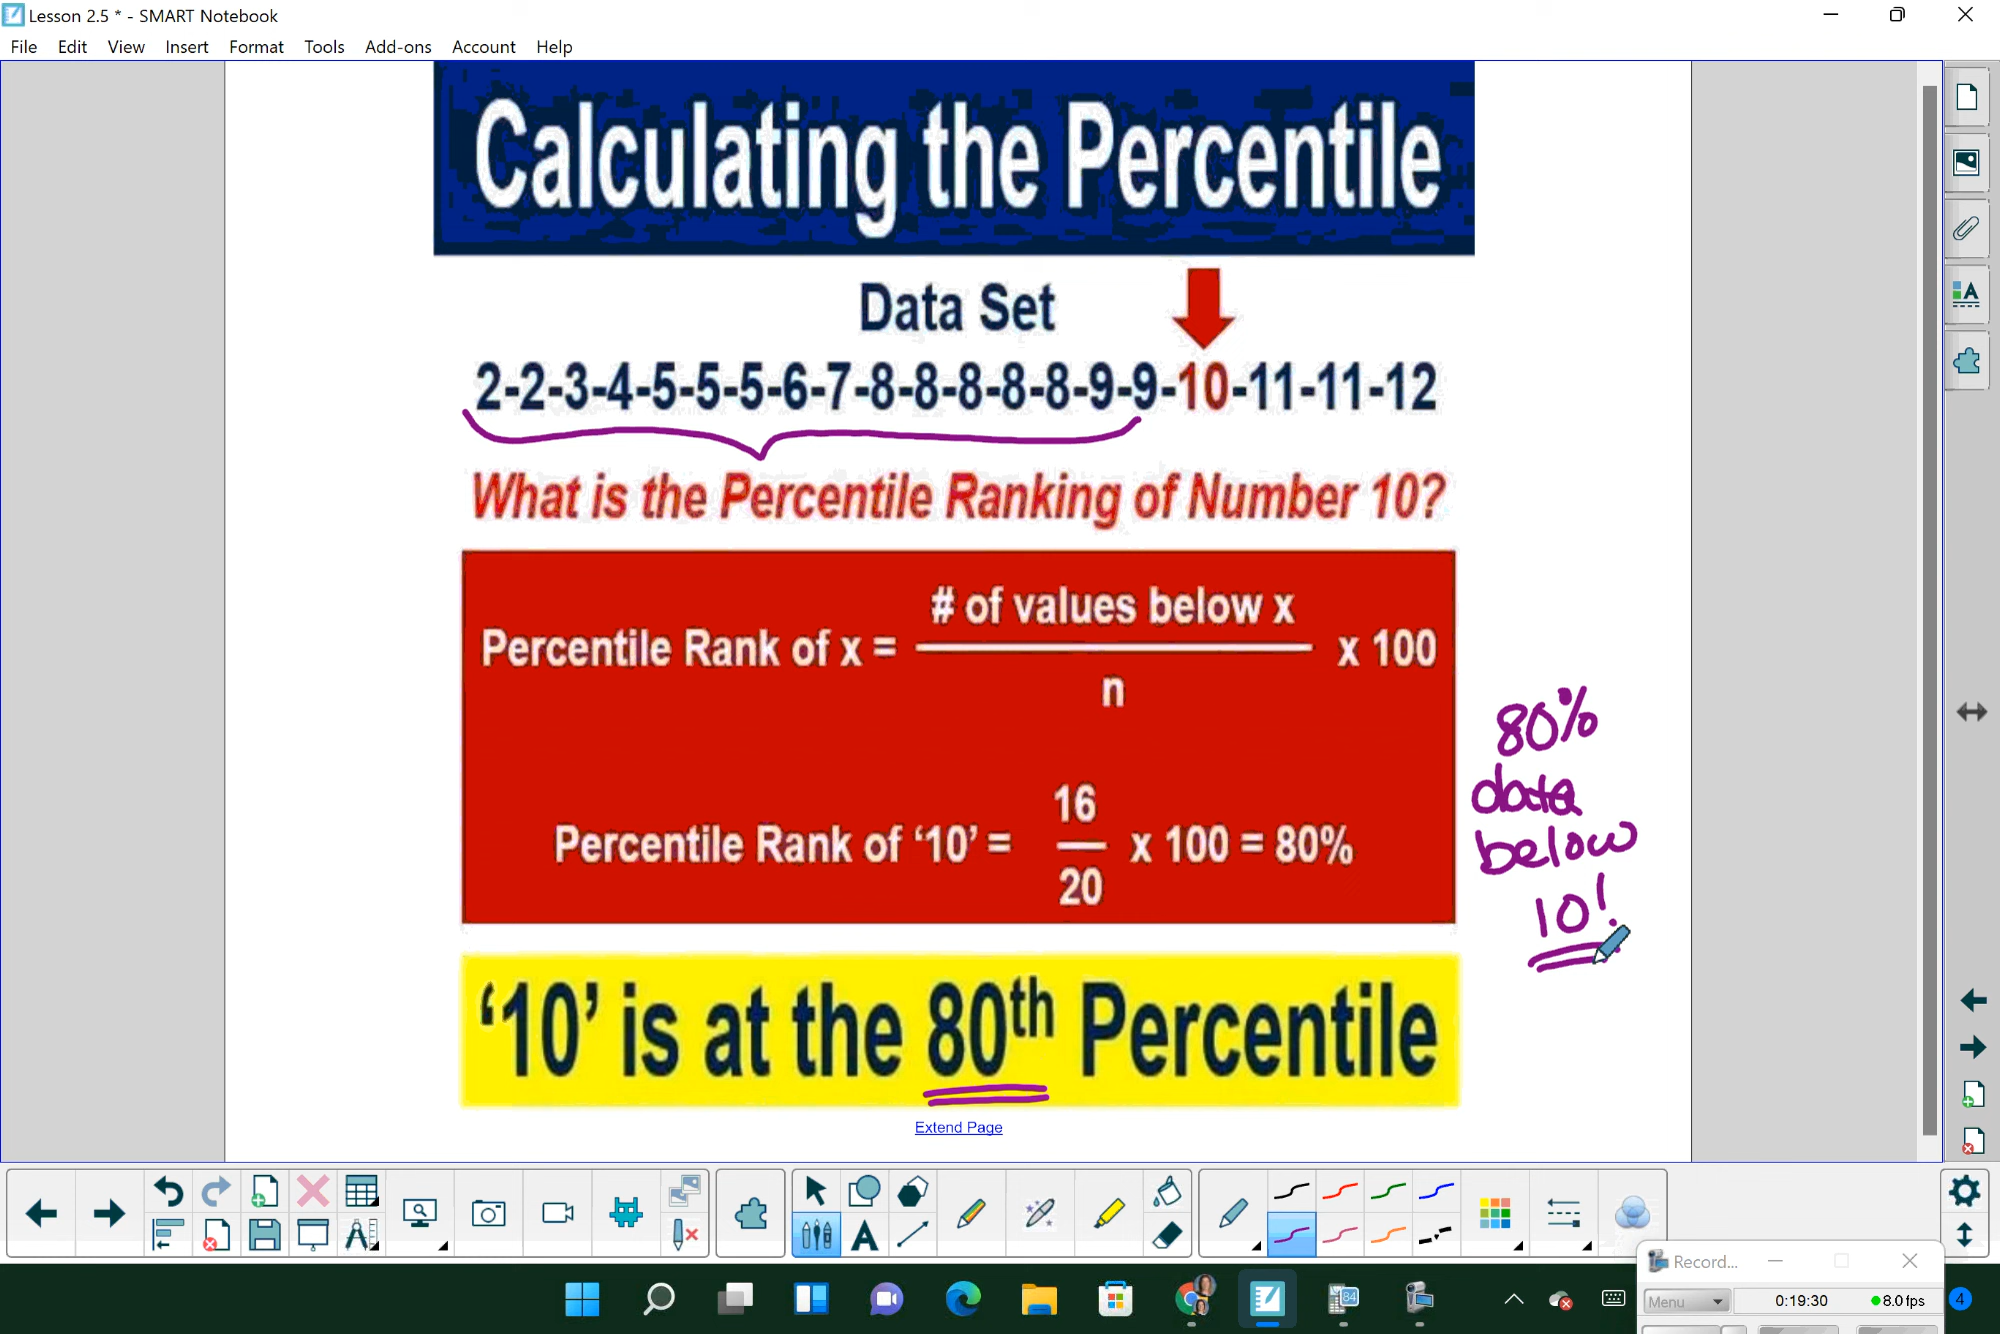 Lesson 2.5 * - SMART Notebook
File Edit View Insert Format Tools Add-ons Account Help
Calculating the Percentile
Data Set
2-2-3-4-5-5-5-6-7-8-8-8-8-8-9-9-10-11-11-12
What is the Percentile Ranking of Number 10?
Percentile Rank of x = # of values below x / n x 100
Percentile Rank of ‘10’ = 16 / 20 x 100 = 80%
80%
data
below
10!
‘10’ is at the 80th Percentile
Extend Page
A
A
Record...
Menu 0:19:30 8.0 fps
84
4